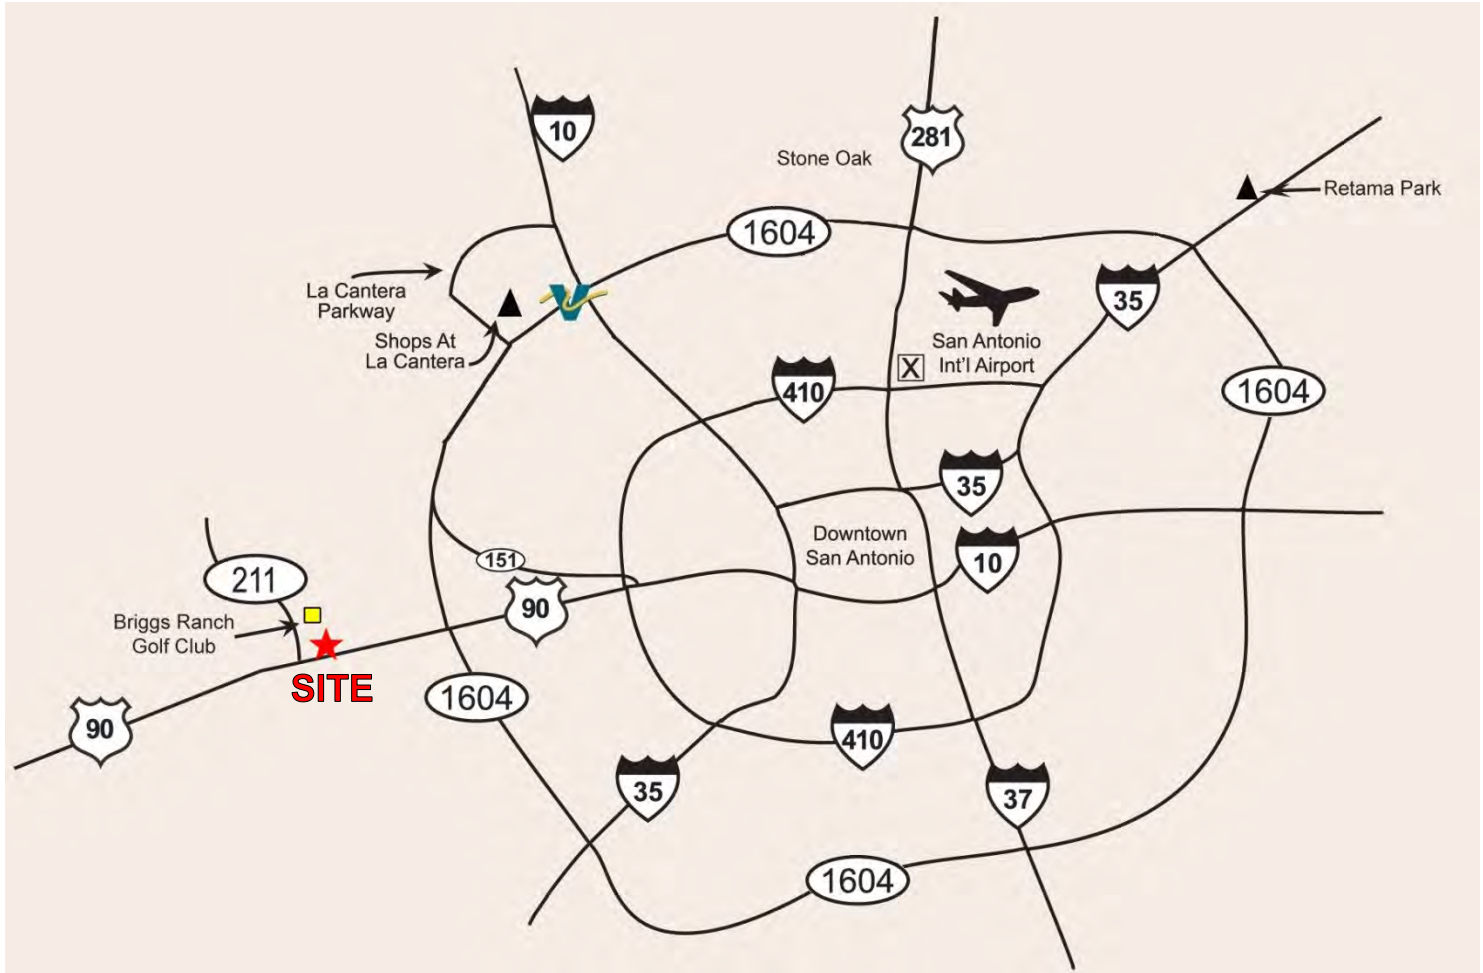 10
281
Stone Oak
Retama Park
1604
La Cantera
Parkway
35
Shops At
La Cantera
San Antonio
Int'l Airport
X
410
1604
35
Downtown
San Antonio
10
151
211
90
Briggs Ranch
Golf Club
SITE
1604
90
410
35
37
1604